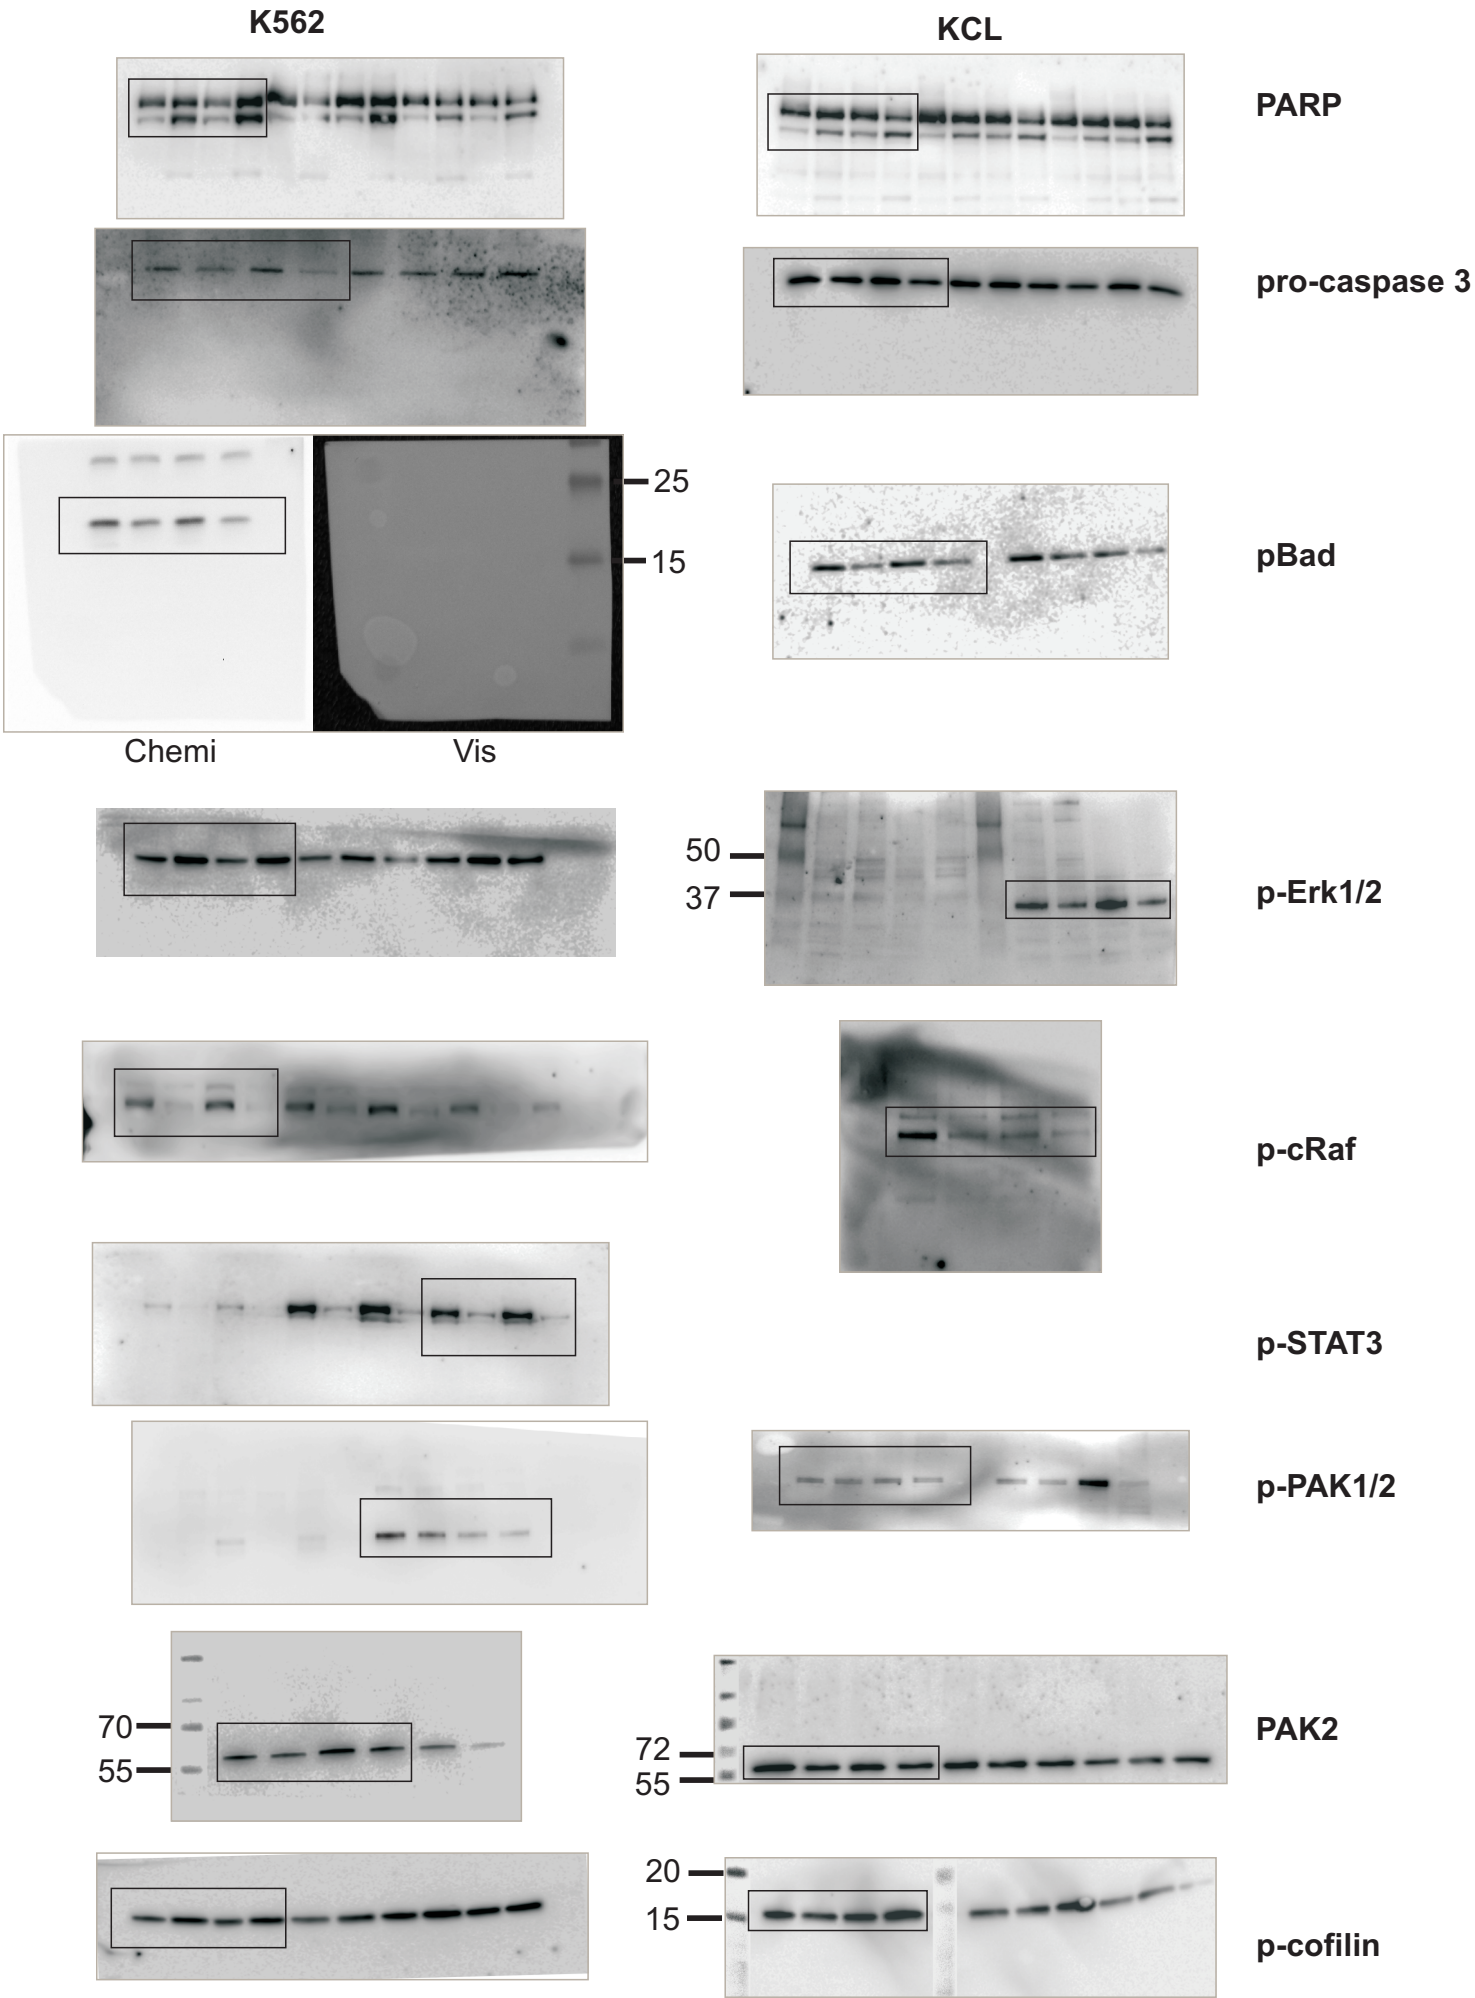 K562
KCL
PARP
pro-caspase 3
25
15
pBad
Chemi
Vis
50
37
p-Erk1/2
p-cRaf
p-STAT3
p-PAK1/2
70
55
72
55
PAK2
20
15
p-cofilin